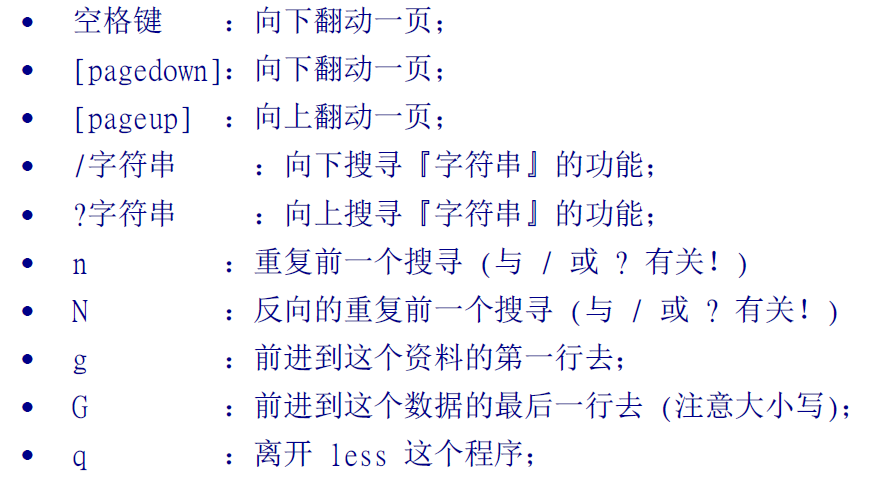 • 空格键 ：向下翻动一页；
• [pagedown]：向下翻动一页；
• [pageup] ：向上翻动一页；
• /字符串 ：向下搜寻『字符串』的功能；
• ?字符串 ：向上搜寻『字符串』的功能；
• n ：重复前一个搜寻 (与 / 或 ? 有关！)
• N ：反向的重复前一个搜寻 (与 / 或 ? 有关！)
• g ：前进到这个资料的第一行去；
• G ：前进到这个数据的最后一行去 (注意大小写)；
• q ：离开 less 这个程序；